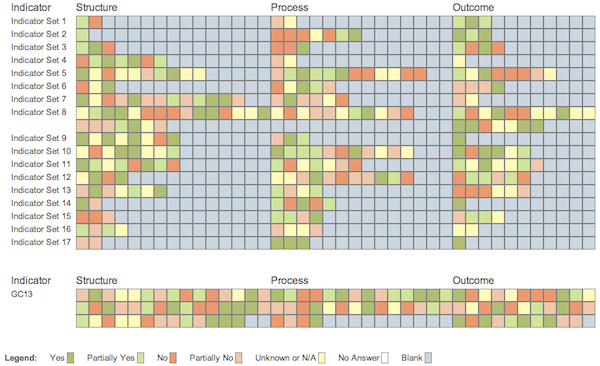 Indicator Structure Process Outcome
Indicator Set 1
Indicator Set 2
Indicator Set 3
Indicator Set 4
Indicator Set 5
Indicator Set 6
Indicator Set 7
Indicator Set 8
Indicator Set 9
Indicator Set 10
Indicator Set 11
Indicator Set 12
Indicator Set 13
Indicator Set 14
Indicator Set 15
Indicator Set 16
Indicator Set 17
Indicator Structure Process Outcome
GC13
Legend: Yes Partially Yes No Partially No Unknown or N/A No Answer Blank